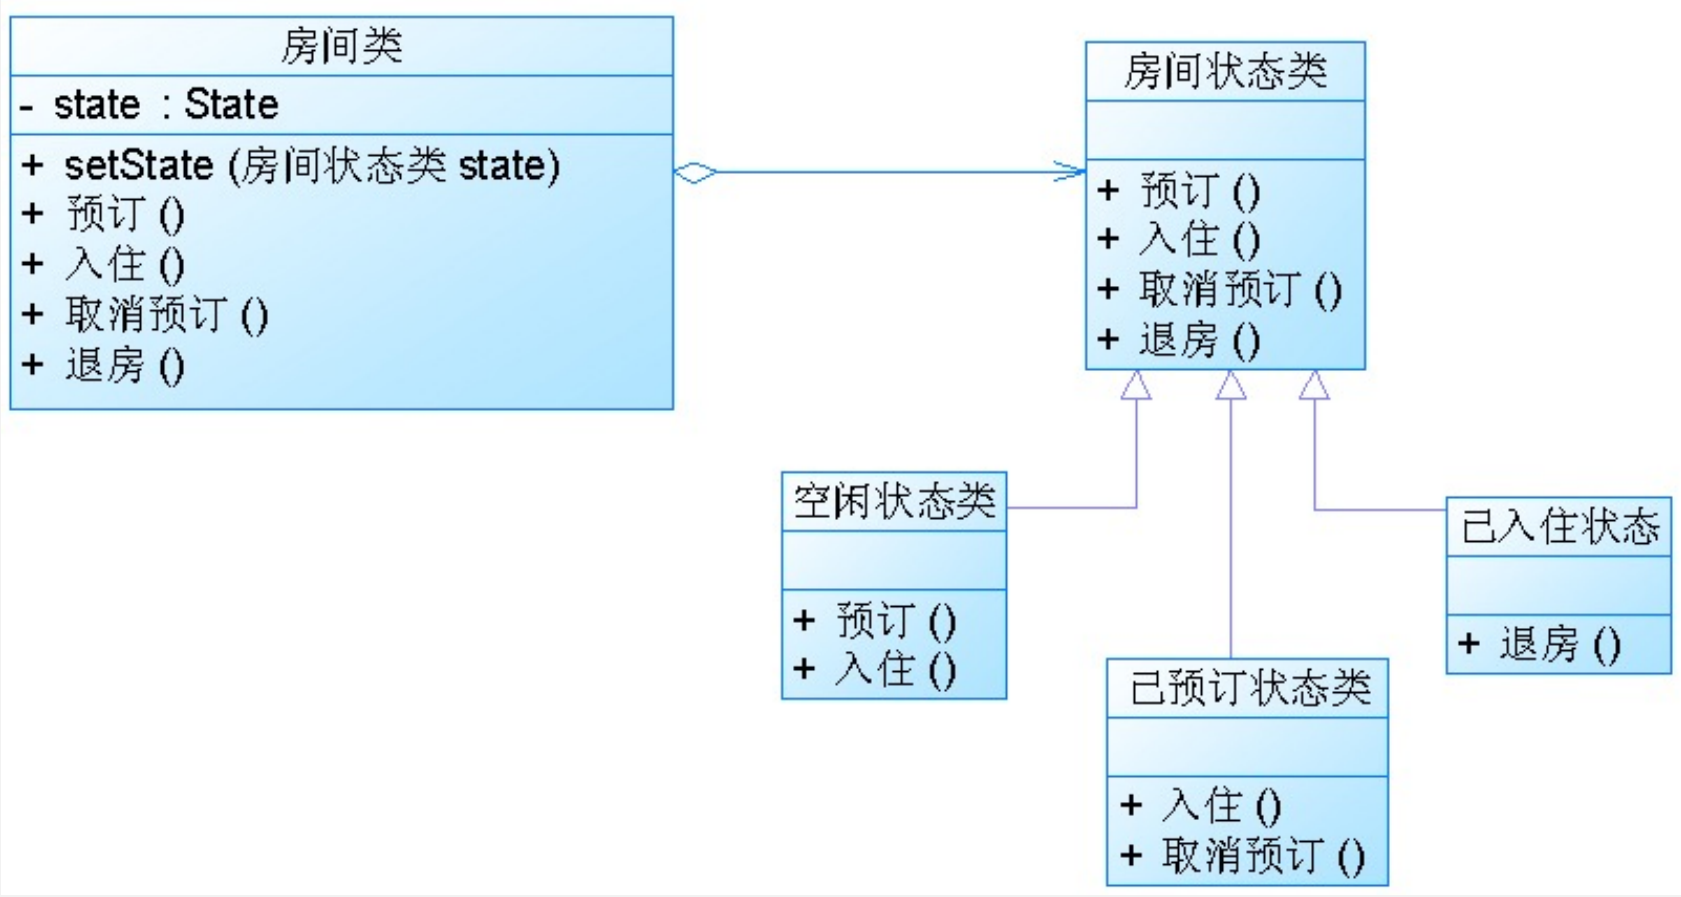 房间类
- state : State
+ setState (房间状态类 state)
+ 预订 ()
+ 入住 ()
+ 取消预订 ()
+ 退房 ()
房间状态类
+ 预订 ()
+ 入住 ()
+ 取消预订 ()
+ 退房 ()
空闲状态类
+ 预订 ()
+ 入住 ()
已预订状态类
+ 入住 ()
+ 取消预订 ()
已入住状态
+ 退房 ()